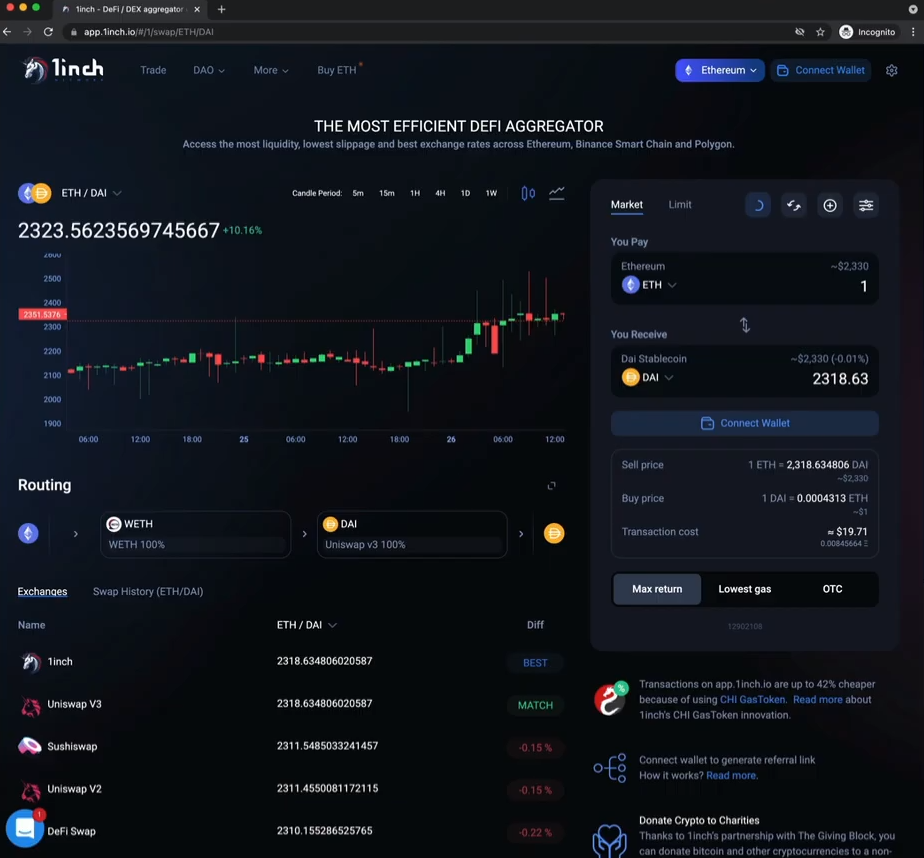 1inch - DeFi / DEX aggregator
app.1inch.io/#/1/swap/ETH/DAI
Incognito
1inch
Trade
DAO
More
Buy ETH
Ethereum
Connect Wallet
THE MOST EFFICIENT DEFI AGGREGATOR
Access the most liquidity, lowest slippage and best exchange rates across Ethereum, Binance Smart Chain and Polygon.
ETH / DAI
Candle Period: 5m 15m 1H 4H 1D 1W
2323.5623569745667 +10.16%
2600
2500
2400
2351.5376
2300
2200
2100
2000
1900
06:00 12:00 18:00 25 06:00 12:00 18:00 26 06:00 12:00
Market
Limit
You Pay
Ethereum ~$2,330
ETH 1
You Receive
Dai Stablecoin ~$2,330 (-0.01%)
DAI 2318.63
Connect Wallet
Sell price 1 ETH = 2,318.634806 DAI
~$2,330
Buy price 1 DAI = 0.0004313 ETH
~$1
Transaction cost ≈ $19.71
0.00845664 Ξ
Max return
Lowest gas
OTC
12902108
Routing
WETH
WETH 100%
DAI
Uniswap v3 100%
Exchanges
Swap History (ETH/DAI)
Name ETH / DAI Diff
1inch 2318.634806020587 BEST
Uniswap V3 2318.634806020587 MATCH
Sushiswap 2311.5485033241457 -0.15 %
Uniswap V2 2311.4550081172115 -0.15 %
DeFi Swap 2310.155286525765 -0.22 %
1
Transactions on app.1inch.io are up to 42% cheaper
because of using CHI GasToken. Read more about
1inch's CHI GasToken innovation.
Connect wallet to generate referral link
How it works? Read more.
Donate Crypto to Charities
Thanks to 1inch's partnership with The Giving Block, you
can donate bitcoin and other cryptocurrencies to a non-